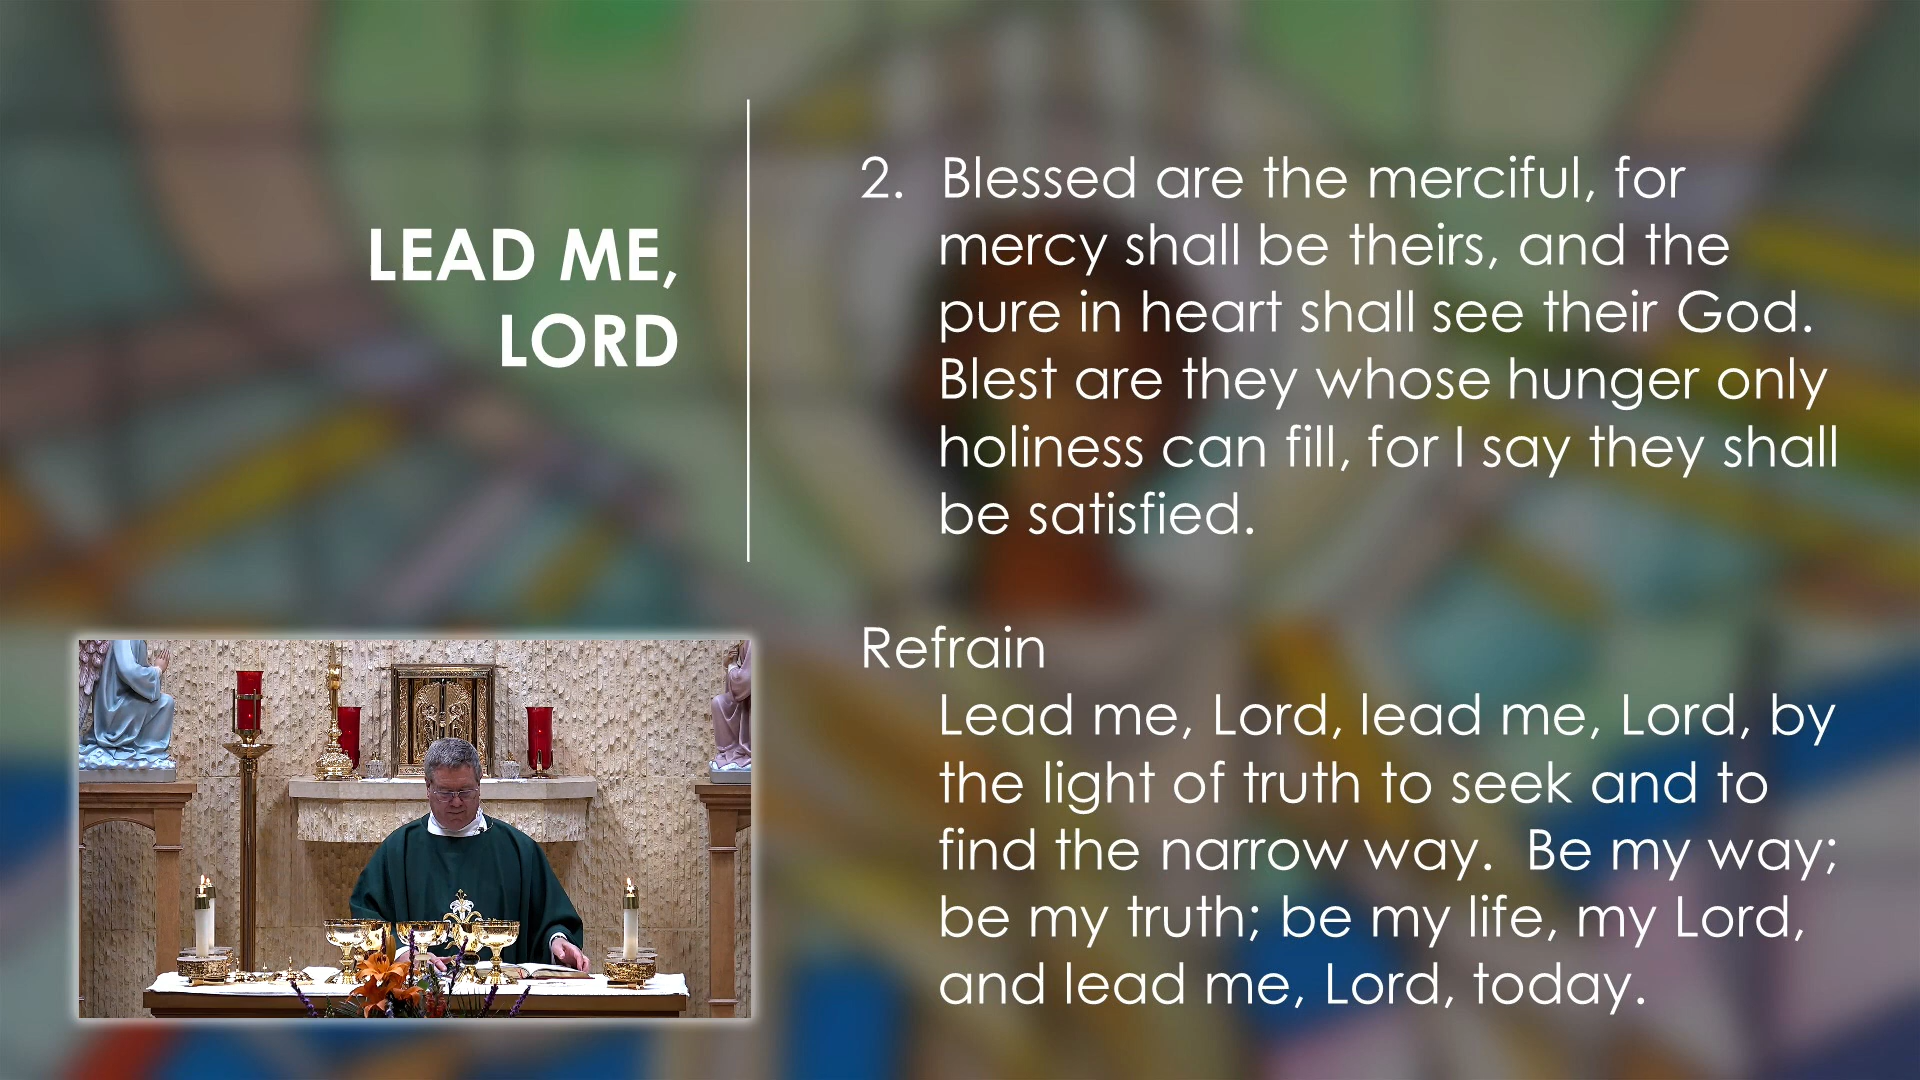 LEAD ME,
LORD
2. Blessed are the merciful, for
mercy shall be theirs, and the
pure in heart shall see their God.
Blest are they whose hunger only
holiness can fill, for I say they shall
be satisfied.
Refrain
Lead me, Lord, lead me, Lord, by
the light of truth to seek and to
find the narrow way. Be my way;
be my truth; be my life, my Lord,
and lead me, Lord, today.